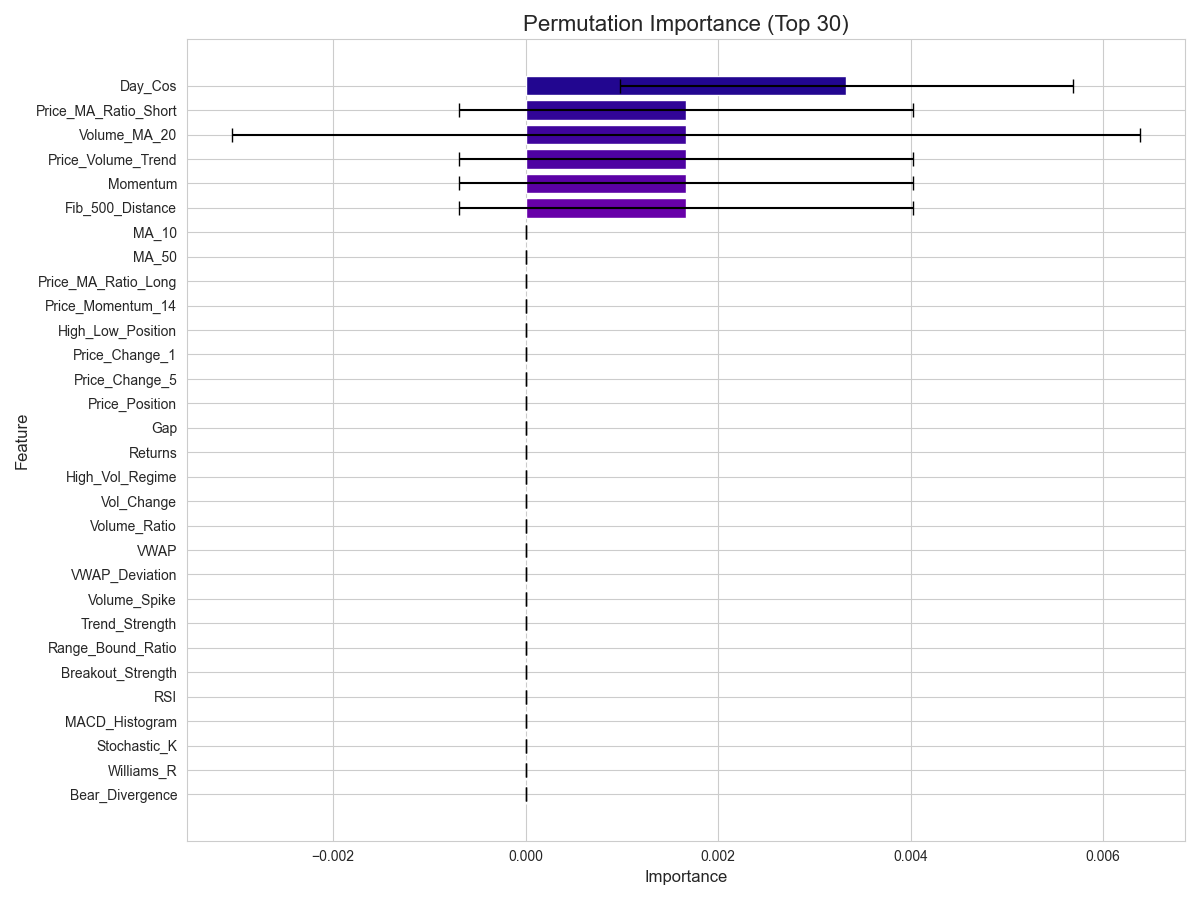 Permutation Importance (Top 30)
Day_Cos
Price_MA_Ratio_Short
Volume_MA_20
Price_Volume_Trend
Momentum
Fib_500_Distance
MA_10
MA_50
Price_MA_Ratio_Long
Price_Momentum_14
High_Low_Position
Price_Change_1
Price_Change_5
Price_Position
Gap
Returns
High_Vol_Regime
Vol_Change
Volume_Ratio
VWAP
VWAP_Deviation
Volume_Spike
Trend_Strength
Range_Bound_Ratio
Breakout_Strength
RSI
MACD_Histogram
Stochastic_K
Williams_R
Bear_Divergence
Feature
−0.002 0.000 0.002 0.004 0.006
Importance